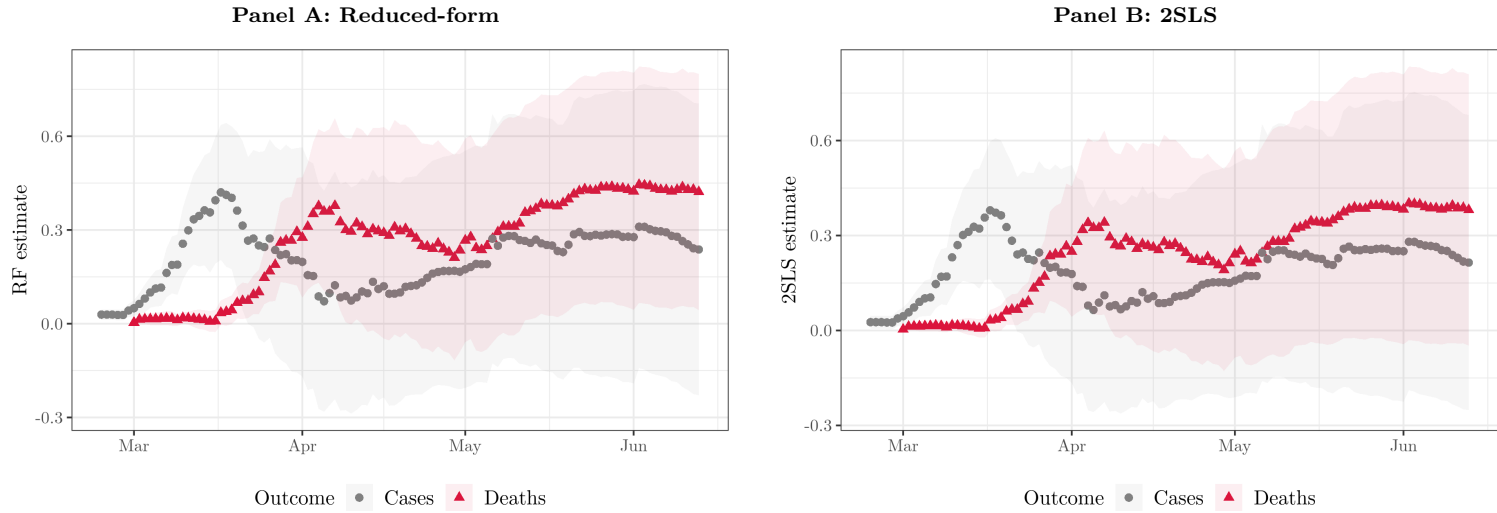 Panel A: Reduced-form
RF estimate
0.6
0.3
0.0
-0.3
Mar
Apr
May
Jun
Outcome Cases Deaths
Panel B: 2SLS
2SLS estimate
0.6
0.3
0.0
-0.3
Mar
Apr
May
Jun
Outcome Cases Deaths